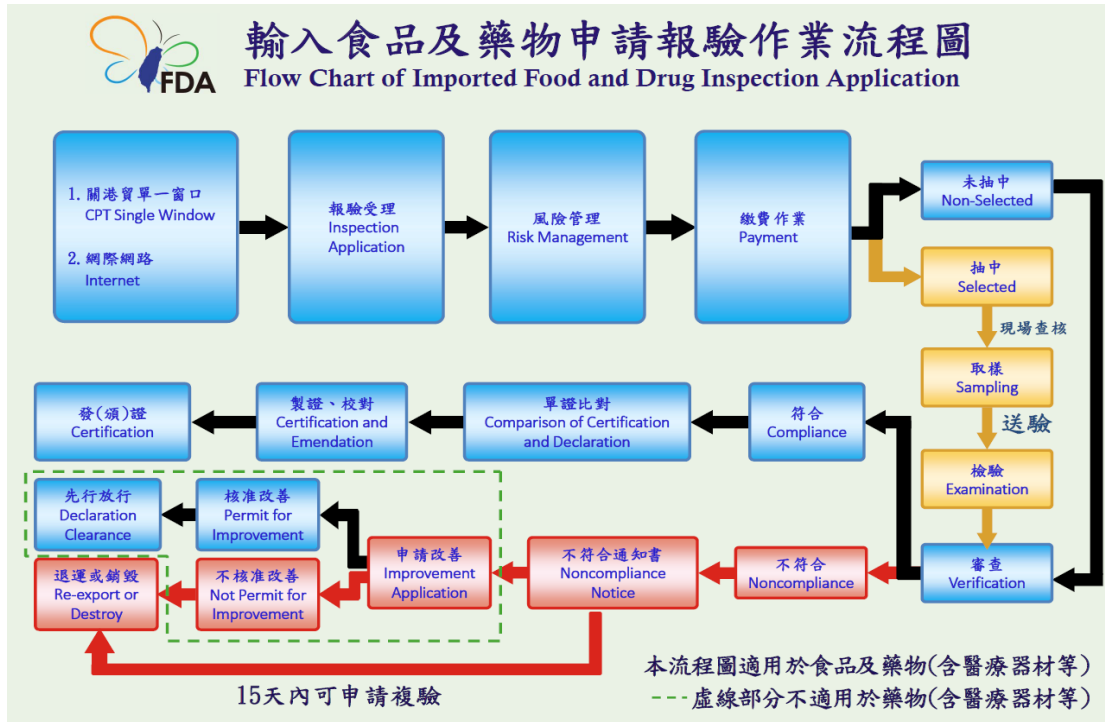 FDA
輸入食品及藥物申請報驗作業流程圖
Flow Chart of Imported Food and Drug Inspection Application
1. 關港貿單一窗口
CPT Single Window
2. 網際網路
Internet
報驗受理
Inspection
Application
風險管理
Risk Management
繳費作業
Payment
未抽中
Non-Selected
抽中
Selected
現場查核
取樣
Sampling
送驗
檢驗
Examination
審查
Verification
符合
Compliance
單證比對
Comparison of Certification
and Declaration
製證、校對
Certification and
Emendation
發(頒)證
Certification
不符合
Noncompliance
不符合通知書
Noncompliance
Notice
申請改善
Improvement
Application
核准改善
Permit for
Improvement
先行放行
Declaration
Clearance
不核准改善
Not Permit for
Improvement
退運或銷毀
Re-export or
Destroy
15天內可申請複驗
本流程圖適用於食品及藥物(含醫療器材等)
虛線部分不適用於藥物(含醫療器材等)